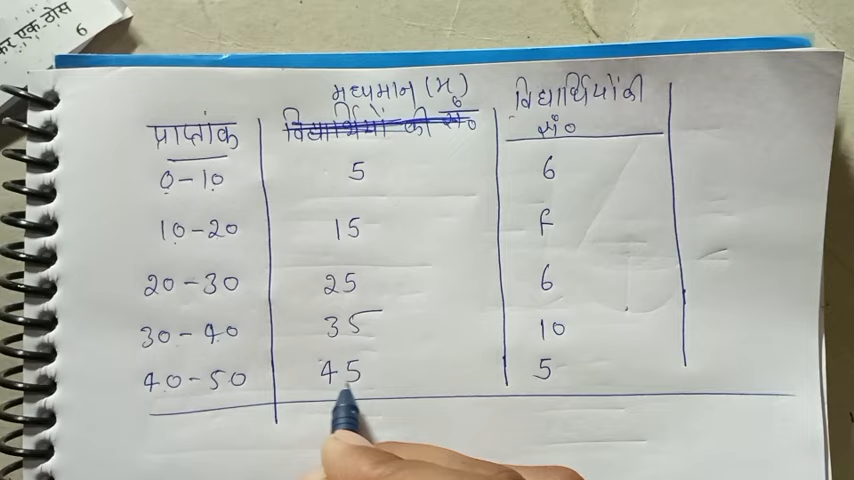 कर एक ठोस
6
मध्यमान (म०) विद्यार्थियों की
प्राप्तांक सं०
0-10 5 6
10-20 15 f
20-30 25 6
30-40 35 10
40-50 45 5